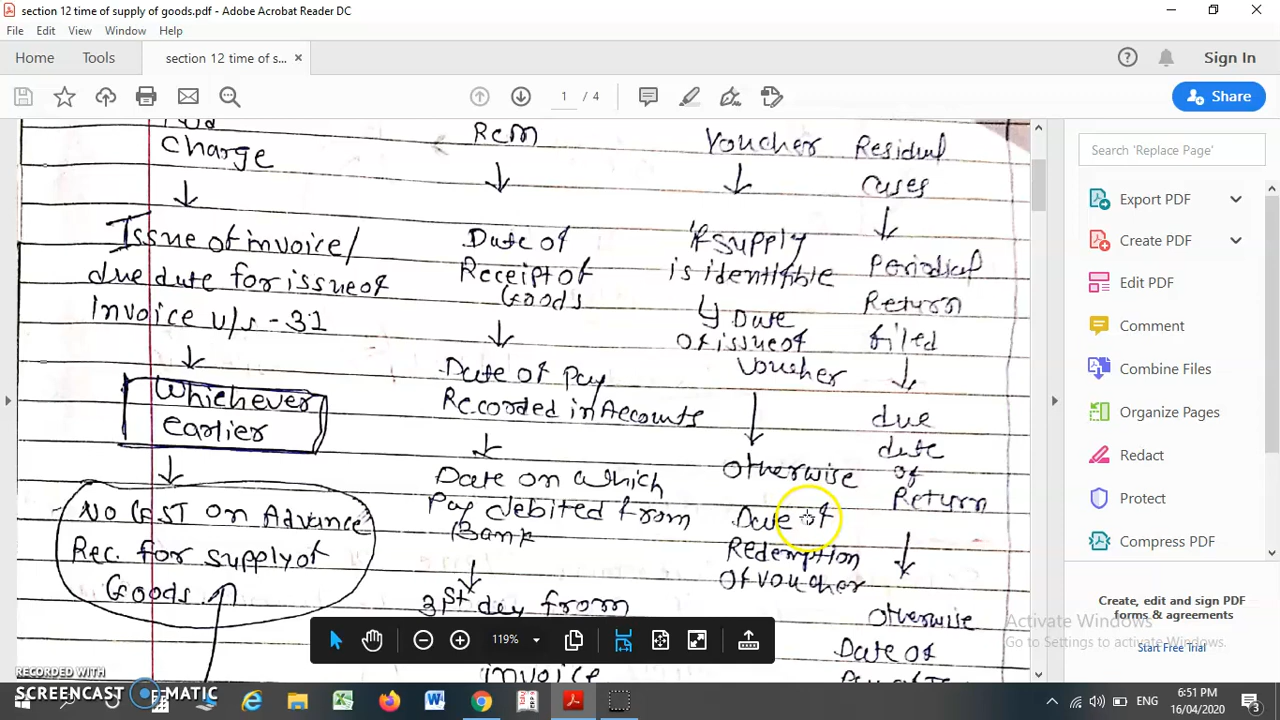 section 12 time of supply of goods.pdf - Adobe Acrobat Reader DC
File Edit View Window Help
Home Tools section 12 time of s... × Sign In
1 / 4 Share
charge
Issue of invoice/
due date for issue of
Invoice u/s - 31
Whichever
earlier
No GST on Advance
Rec. for supply of
Goods.
RCM
Date of
Receipt of
Goods
Date of pay
Recorded in Accounts
Date on which
Pay debited from
Bank
31st day from
invoice
Voucher
If supply
is identifible
Date
of issue of
Voucher
otherwise
Date of
Redemption
of voucher
Residual
cases
Periodical
Return
filled
due
date
of
Return
otherwise
Date of
119%
Search 'Replace Page'
Export PDF
Create PDF
Edit PDF
Comment
Combine Files
Organize Pages
Redact
Protect
Compress PDF
Create, edit and sign PDF
forms & agreements
Start Free Trial
Activate Windows
Go to Settings to activate Windows.
RECORDED WITH
SCREENCAST MATIC
ENG
6:51 PM
16/04/2020
3